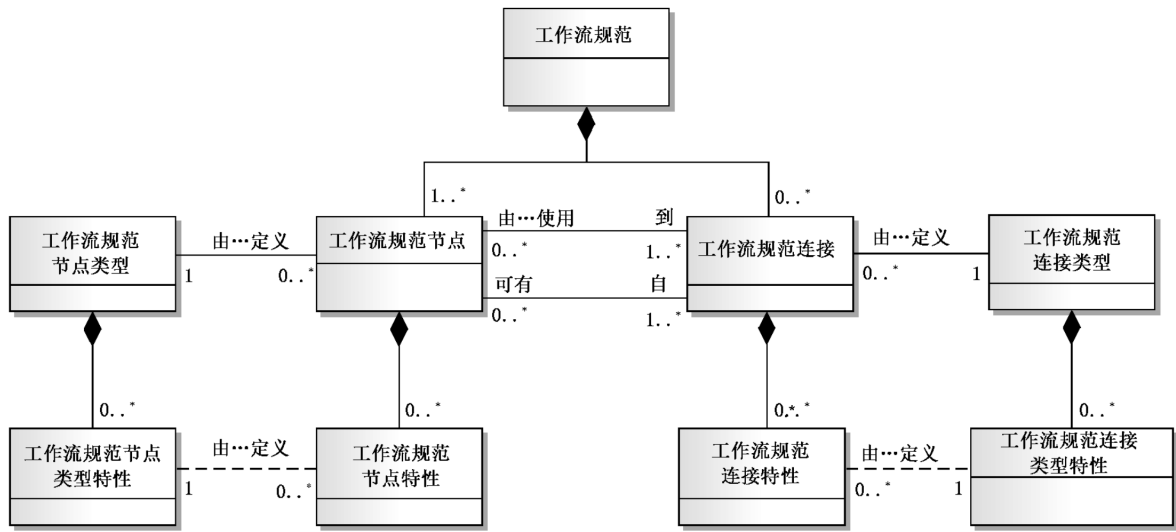 工作流规范
1..*
0..*
工作流规范
节点类型
由…定义
1
0..*
工作流规范节点
由…使用
到
0..*
1..*
可有
自
0..*
1..*
工作流规范连接
由…定义
0..*
1
工作流规范
连接类型
0..*
0..*
0.*.*
0..*
工作流规范节点
类型特性
由…定义
1
0..*
工作流规范
节点特性
工作流规范
连接特性
由…定义
0..*
1
工作流规范连接
类型特性